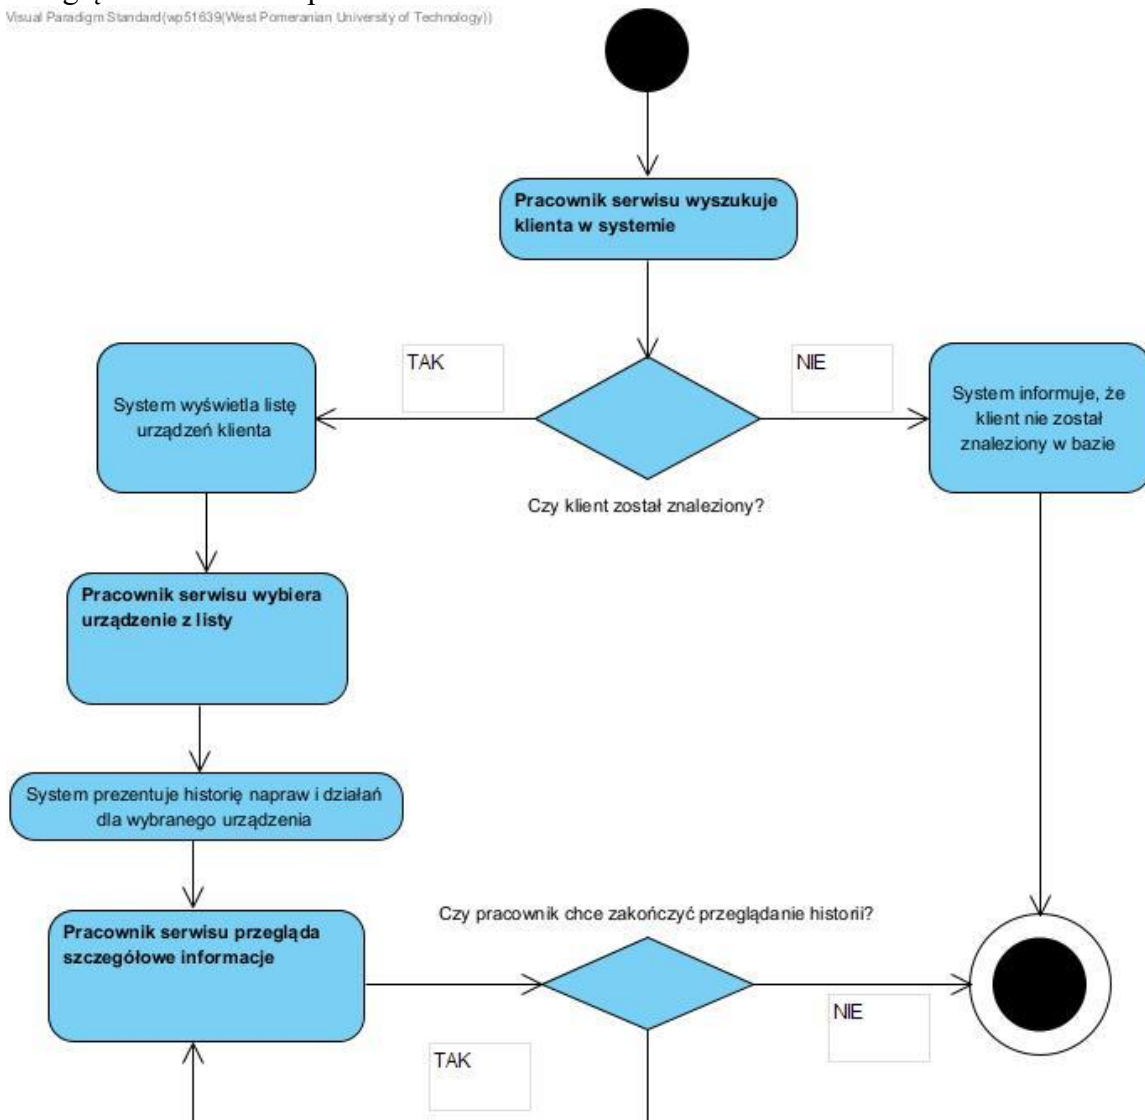 Visual Paradigm Standard(wp51639(West Pomeranian University of Technology))
Pracownik serwisu wyszukuje
klienta w systemie
TAK
NIE
System wyświetla listę
urządzeń klienta
System informuje, że
klient nie został
znaleziony w bazie
Czy klient został znaleziony?
Pracownik serwisu wybiera
urządzenie z listy
System prezentuje historię napraw i działań
dla wybranego urządzenia
Czy pracownik chce zakończyć przeglądanie historii?
Pracownik serwisu przegląda
szczegółowe informacje
NIE
TAK